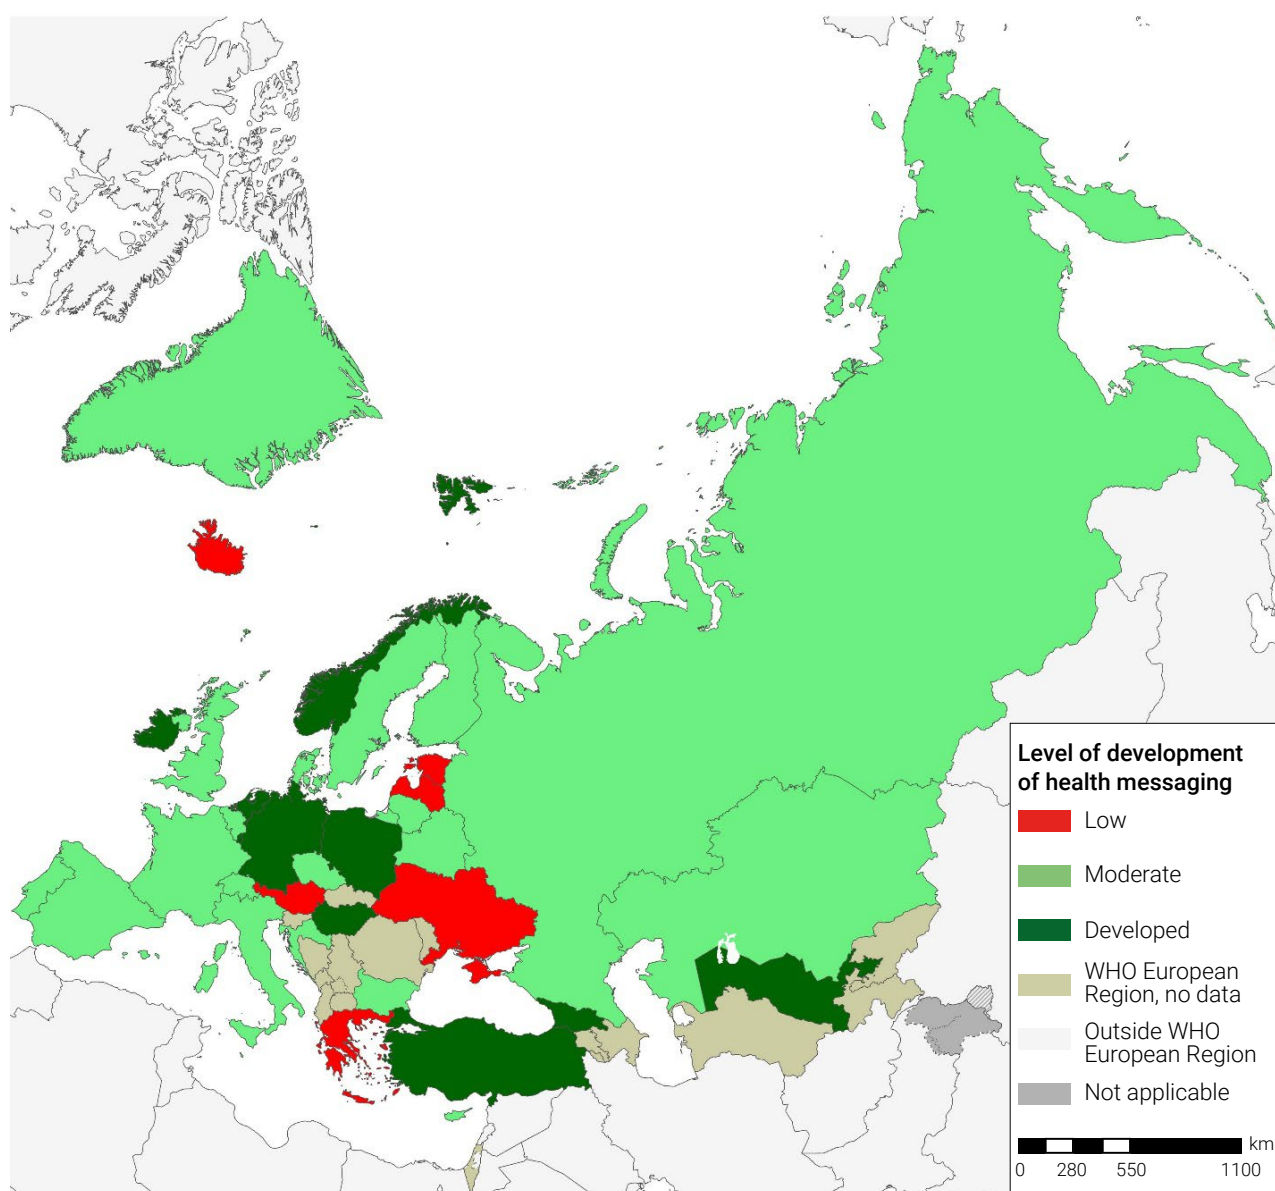 Level of development
of health messaging
Low
Moderate
Developed
WHO European
Region, no data
Outside WHO
European Region
Not applicable
km
0 280 550 1100